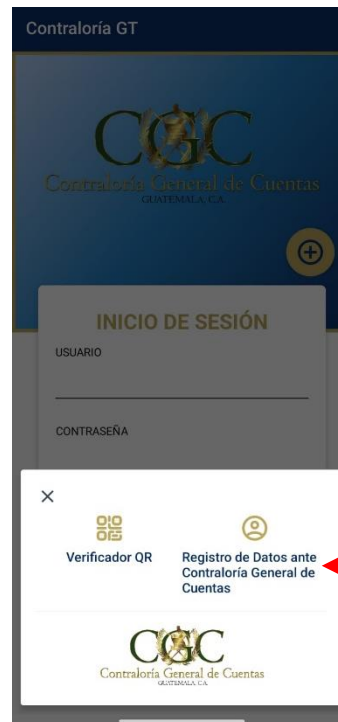 Contraloría GT
CGC
Contraloría General de Cuentas
GUATEMALA, C.A.
INICIO DE SESIÓN
USUARIO
CONTRASEÑA
Verificador QR
Registro de Datos ante
Contraloría General de
Cuentas
CGC
Contraloría General de Cuentas
GUATEMALA, C.A.